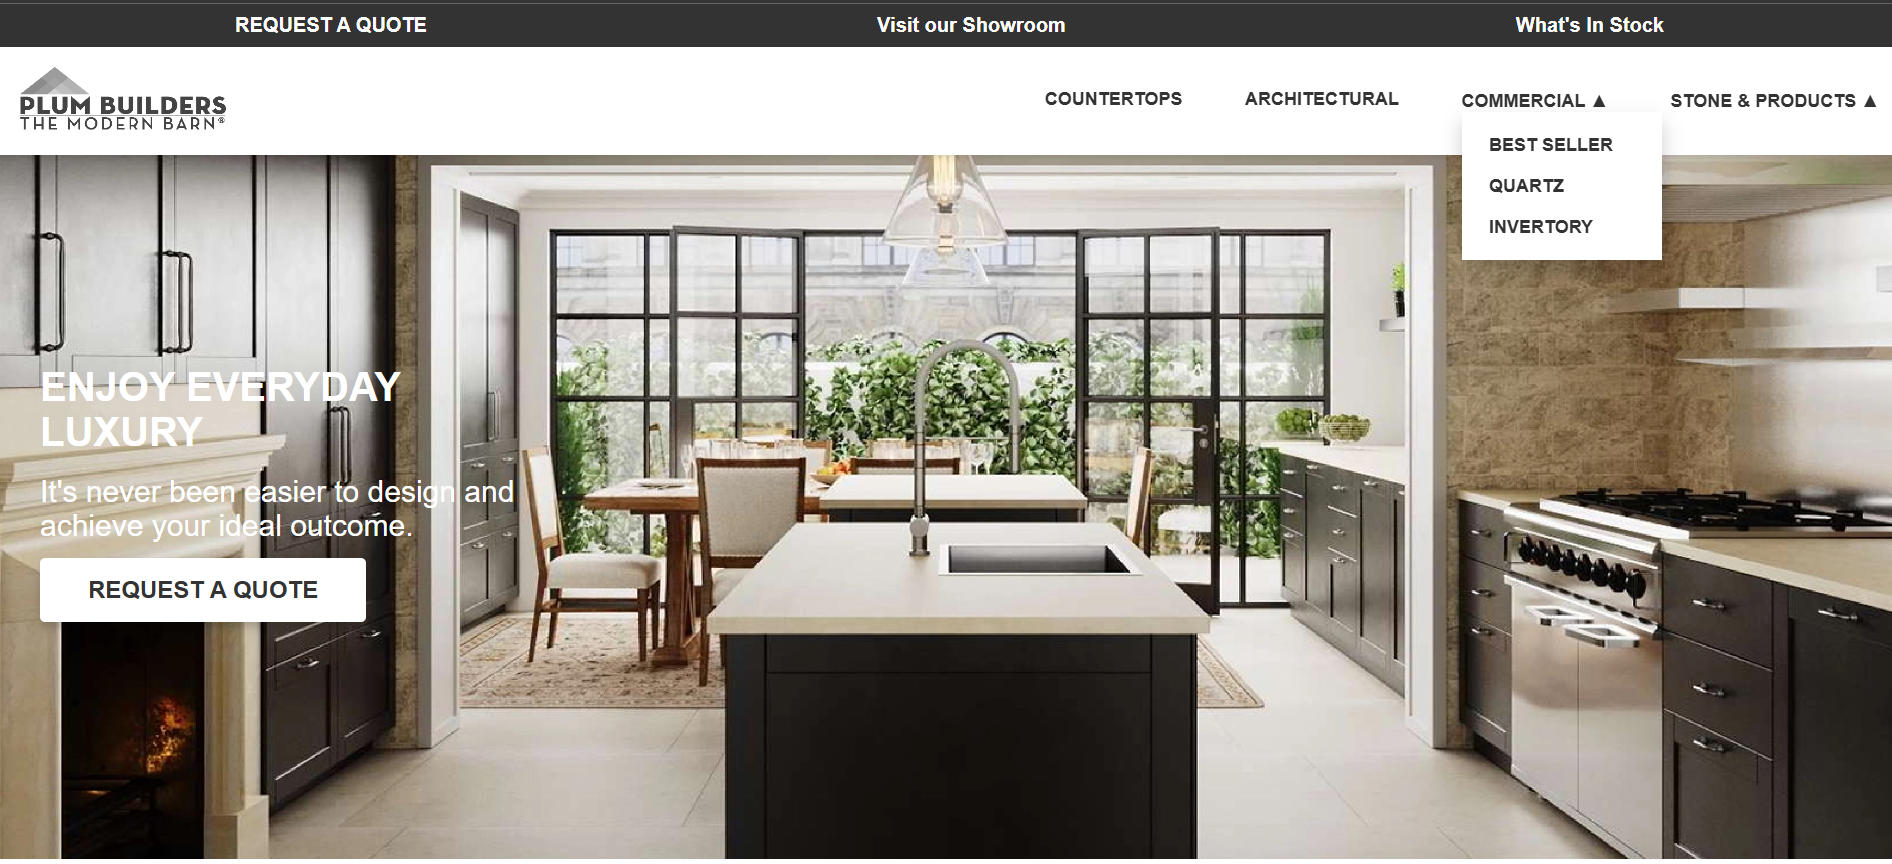 REQUEST A QUOTE
Visit our Showroom
What's In Stock
PLUM BUILDERS
THE MODERN BARN®
COUNTERTOPS
ARCHITECTURAL
COMMERCIAL ▲
STONE & PRODUCTS ▲
BEST SELLER
QUARTZ
INVERTORY
ENJOY EVERYDAY
LUXURY
It's never been easier to design and
achieve your ideal outcome.
REQUEST A QUOTE